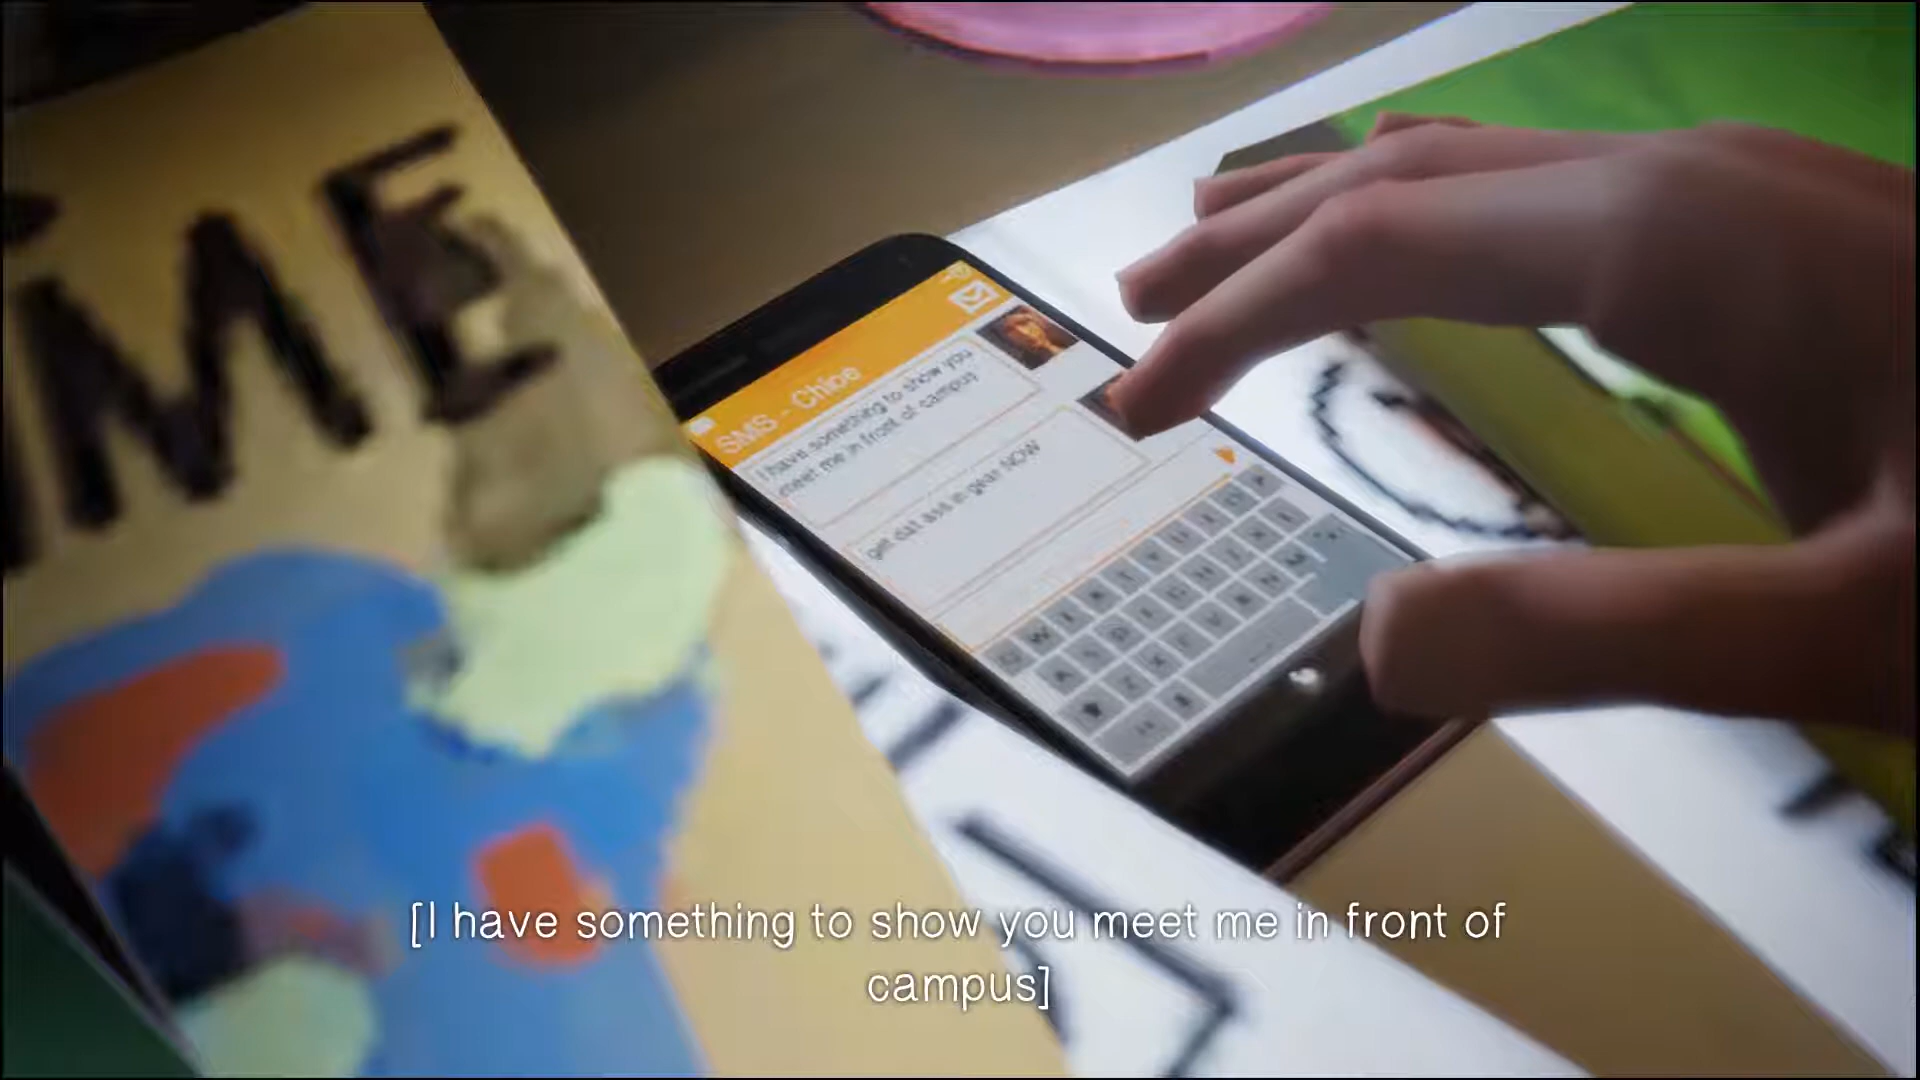 ME
SMS - Chloe
I have something to show you
meet me in front of campus
get dat ass in gear NOW
[I have something to show you meet me in front of
campus]